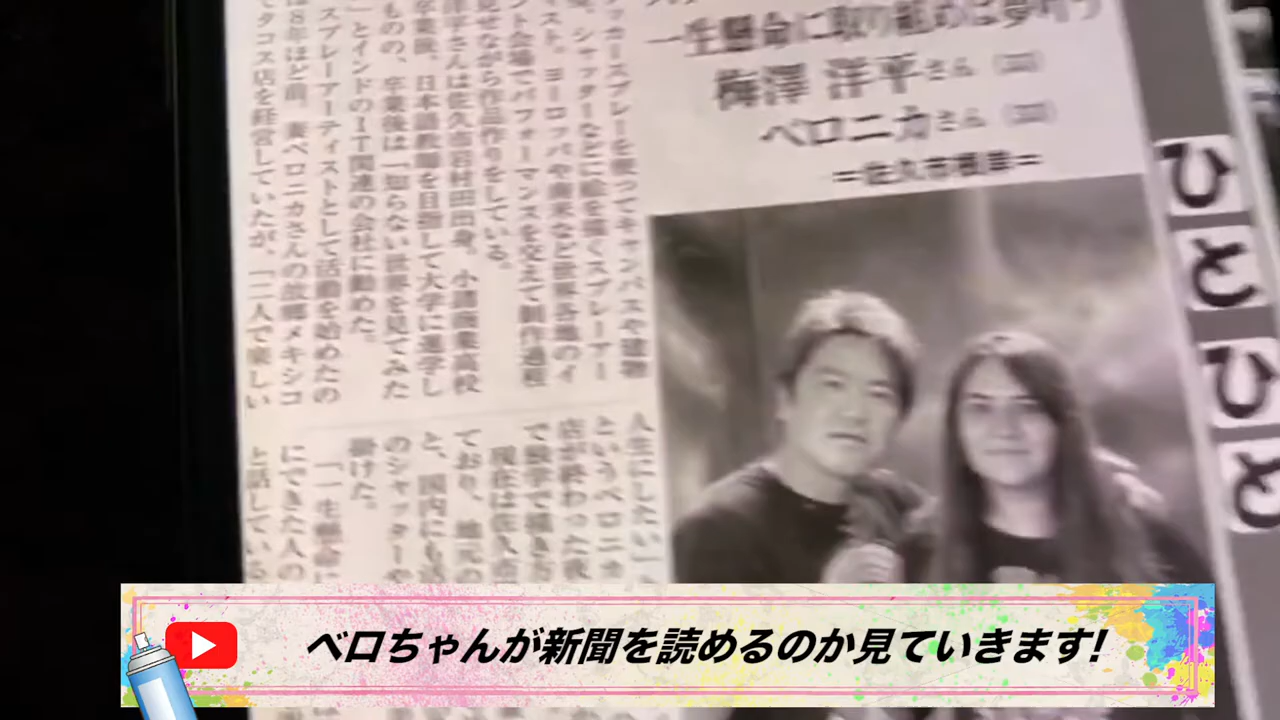 一生懸命に取り組めば夢叶う
梅澤 洋平さん
ベロニカさん
ひとひと
ッカースプレーを使ってキャンバスや建物
、シャッターなどに絵を描くスプレーアー
ィスト。ヨーロッパや南米など世界各地のイ
ント会場でパフォーマンスを交えて制作過程
見せながら作品作りをしている。
洋平さんは佐久市岩村田出身。小諸商業高校
卒業後、日本語教師を目指して大学に進学し
ものの、卒業後は「知らない世界を見てみた
」とインドのIT関連の会社に勤めた。
スプレーアーティストとして活動を始めたの
は8年ほど前。妻ベロニカさんの故郷メキシコ
でタコス店を経営していたが、「二人で楽しい
人生にしたい」
というベロニカ
店が終わった後
で独学で描き方
現在は佐久市
ており、地元の
と、国内にも
のシャッターや
掛けた。
「一生懸命に
にできた人の
と話している
ベロちゃんが新聞を読めるのか見ていきます!